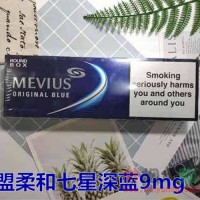 ROUND
BOX
MEVIUS
ORIGINAL BLUE
Smoking
seriously harms
you and others
around you
盟柔和七星深蓝9mg